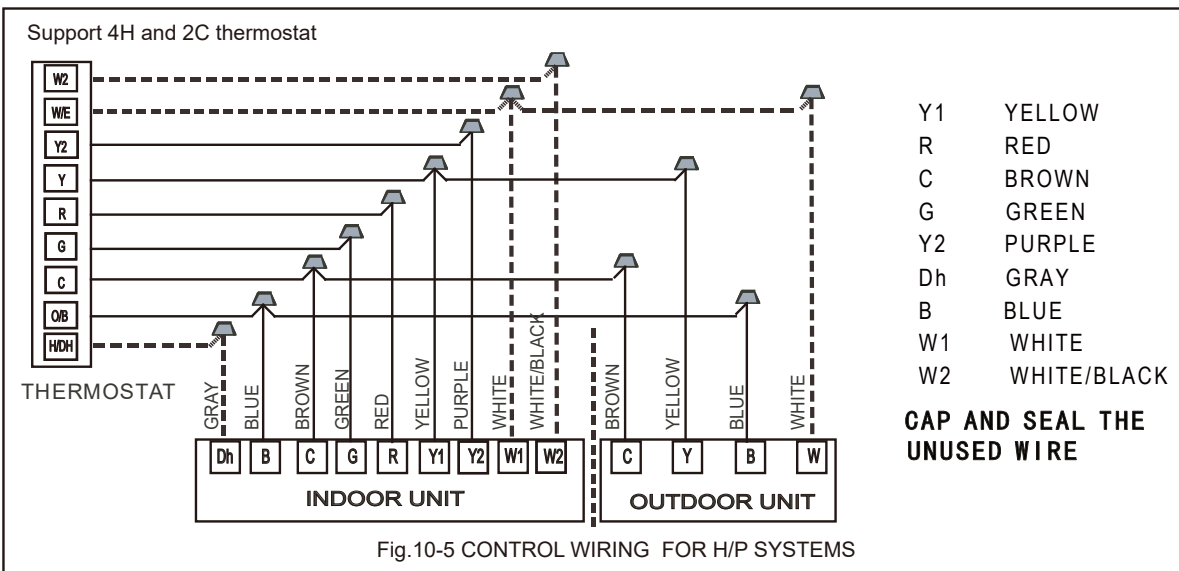 Support 4H and 2C thermostat
W2
W/E
Y2
Y
R
G
C
O/B
H/DH
THERMOSTAT
GRAY
BLUE
BROWN
GREEN
RED
YELLOW
PURPLE
WHITE
WHITE/BLACK
BROWN
YELLOW
BLUE
WHITE
Dh B C G R Y1 Y2 W1 W2
INDOOR UNIT
C Y B W
OUTDOOR UNIT
Y1 YELLOW
R RED
C BROWN
G GREEN
Y2 PURPLE
Dh GRAY
B BLUE
W1 WHITE
W2 WHITE/BLACK
CAP AND SEAL THE
UNUSED WIRE
Fig.10-5 CONTROL WIRING FOR H/P SYSTEMS